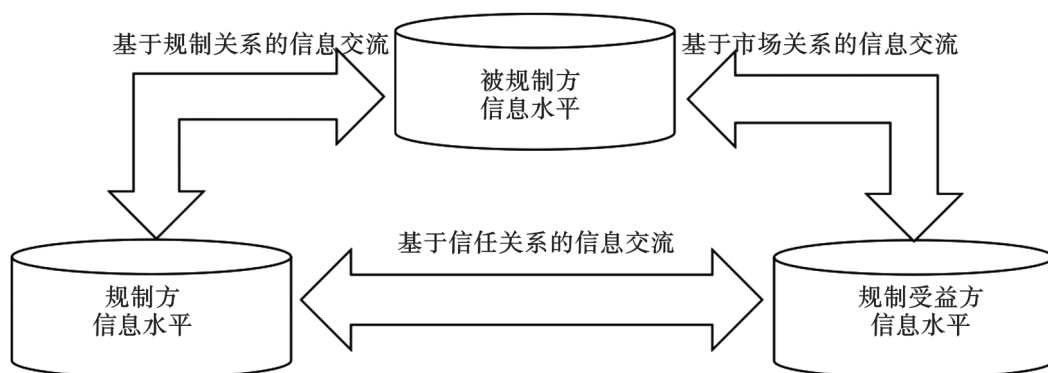 基于规制关系的信息交流
基于市场关系的信息交流
被规制方
信息水平
基于信任关系的信息交流
规制方
信息水平
规制受益方
信息水平